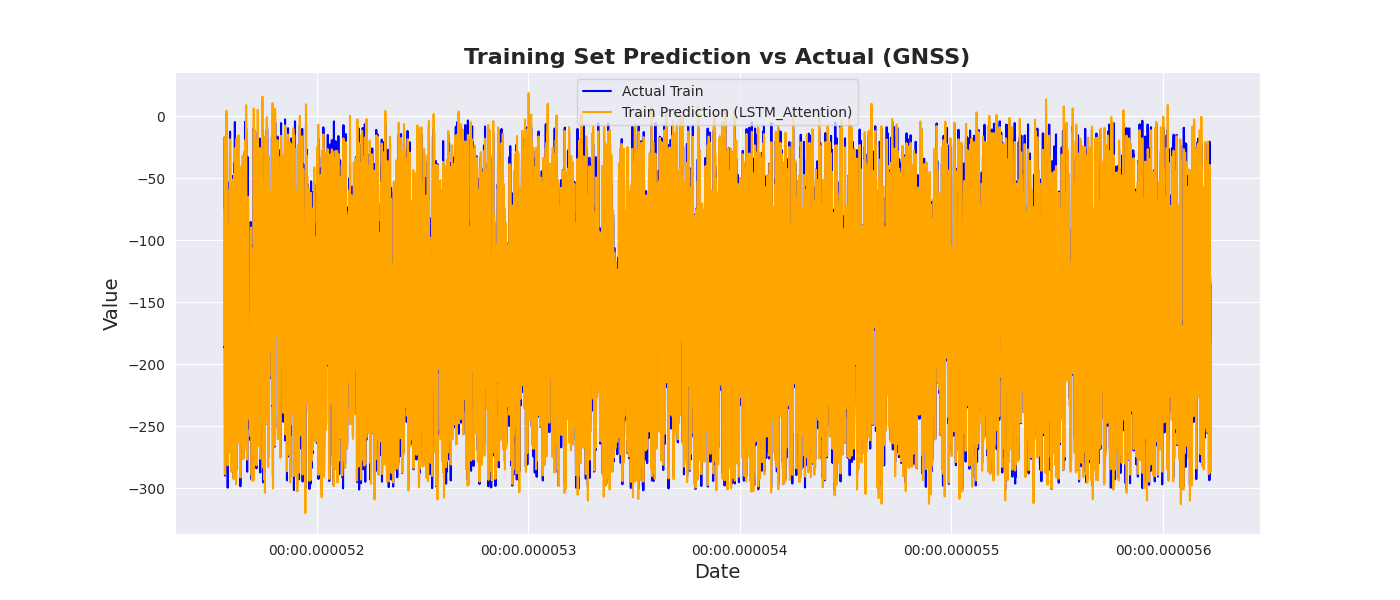 Training Set Prediction vs Actual (GNSS)
Actual Train
Train Prediction (LSTM_Attention)
Value
0
−50
−100
−150
−200
−250
−300
00:00.000052 00:00.000053 00:00.000054 00:00.000055 00:00.000056
Date